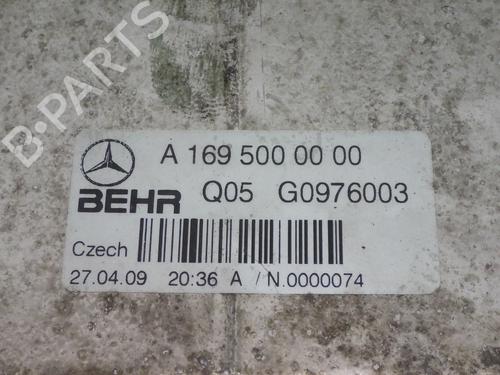 B-PARTS
A 169 500 00 00
BEHR Q05 G0976003
Czech
27.04.09 20:36 A / N.0000074